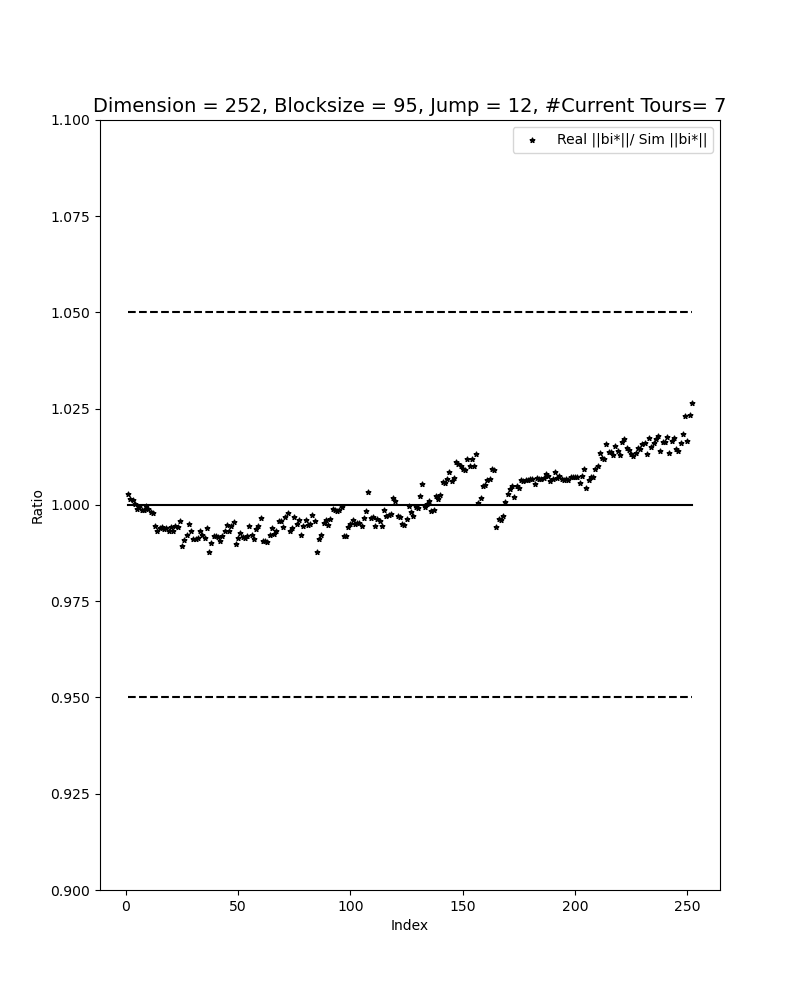 Dimension = 252, Blocksize = 95, Jump = 12, #Current Tours= 7
1.100
Real ||bi*||/ Sim ||bi*||
1.075
1.050
1.025
1.000
0.975
0.950
0.925
0.900
Ratio
0 50 100 150 200 250
Index